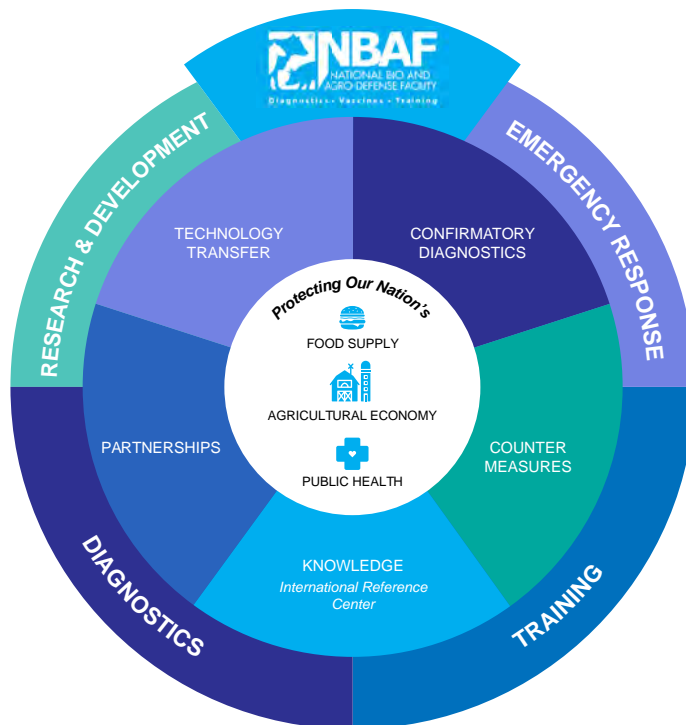 NBAF
NATIONAL BIO AND
AGRO-DEFENSE FACILITY
Diagnostics • Vaccines • Training
RESEARCH & DEVELOPMENT
EMERGENCY RESPONSE
TECHNOLOGY
TRANSFER
CONFIRMATORY
DIAGNOSTICS
Protecting Our Nation's
FOOD SUPPLY
AGRICULTURAL ECONOMY
PUBLIC HEALTH
PARTNERSHIPS
COUNTER
MEASURES
KNOWLEDGE
International Reference
Center
DIAGNOSTICS
TRAINING